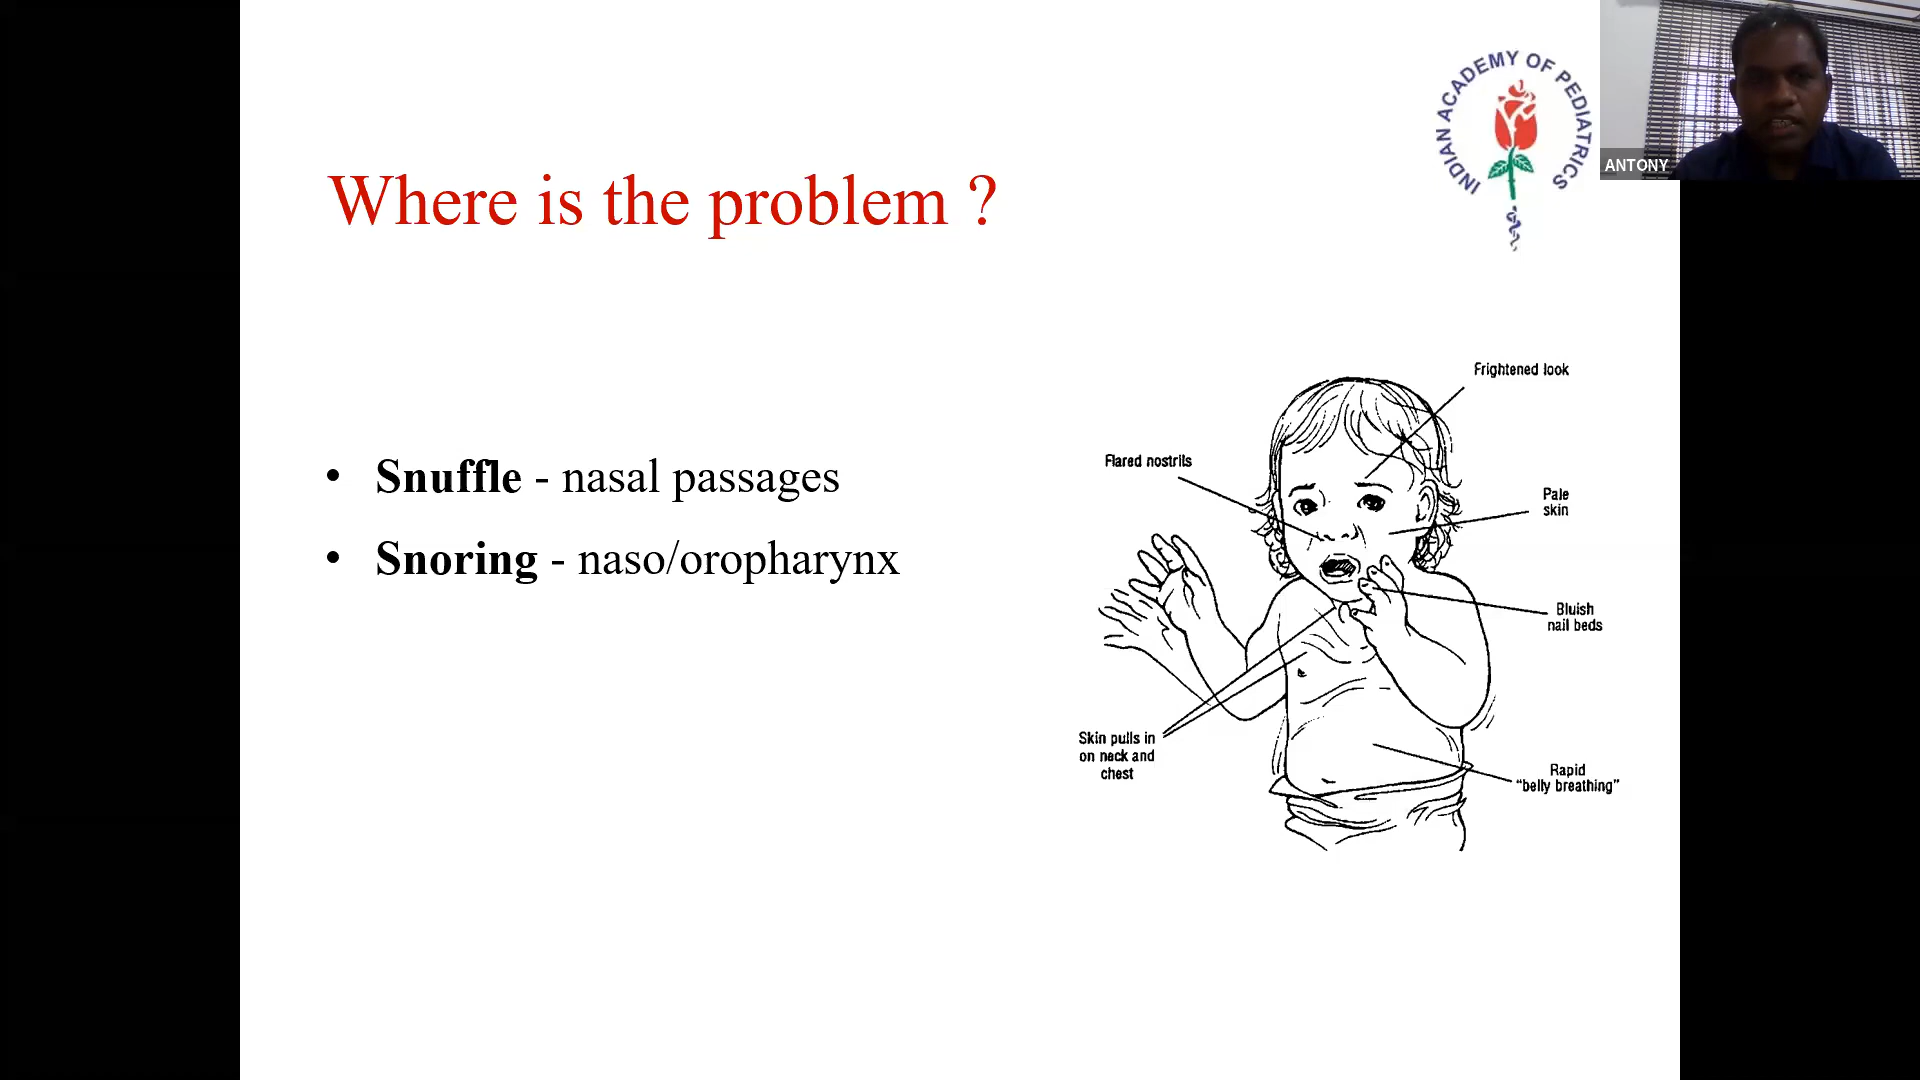 INDIAN ACADEMY OF PEDIATRICS
ANTONY
Where is the problem ?
• Snuffle - nasal passages
• Snoring - naso/oropharynx
Frightened look
Flared nostrils
Pale
skin
Bluish
nail beds
Skin pulls in
on neck and
chest
Rapid
“belly breathing”